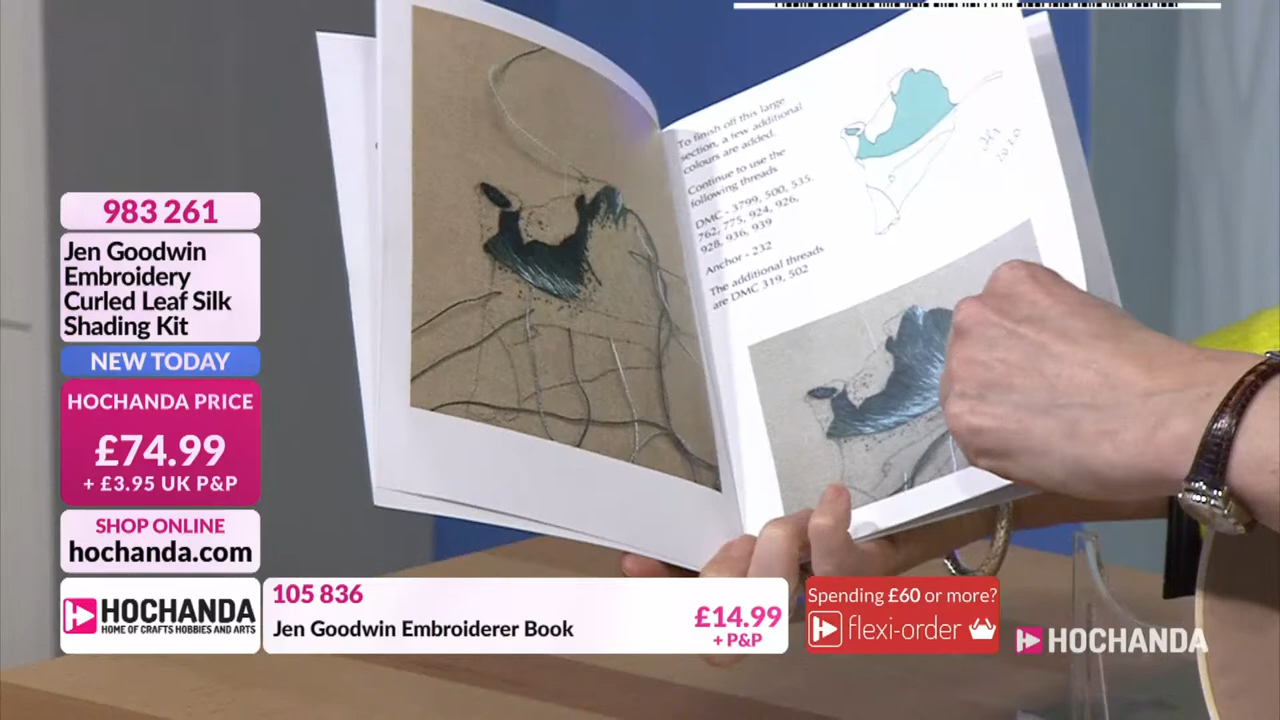 983 261
Jen Goodwin
Embroidery
Curled Leaf Silk
Shading Kit
NEW TODAY
HOCHANDA PRICE
£74.99
+ £3.95 UK P&P
SHOP ONLINE
hochanda.com
HOCHANDA
HOME OF CRAFTS HOBBIES AND ARTS
105 836
Jen Goodwin Embroiderer Book
£14.99
+ P&P
Spending £60 or more?
flexi-order
HOCHANDA
To finish off this large
section, a few additional
colours are added.
Continue to use the
following threads
DMC - 3799, 500, 535,
762, 775, 924, 926,
928, 936, 939
Anchor - 232
The additional threads
are DMC 319, 502